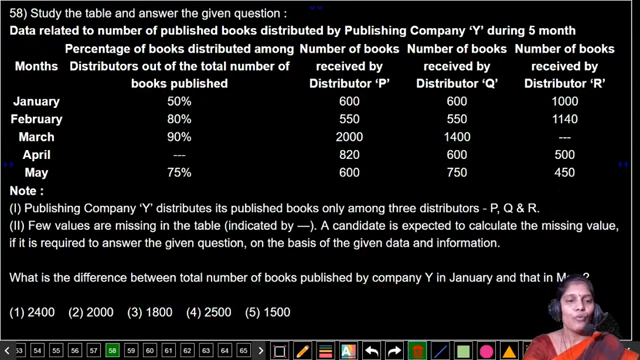 58) Study the table and answer the given question :
Data related to number of published books distributed by Publishing Company 'Y' during 5 month
Months Percentage of books distributed among Distributors out of the total number of books published Number of books received by Distributor 'P' Number of books received by Distributor 'Q' Number of books received by Distributor 'R'
January 50% 600 600 1000
February 80% 550 550 1140
March 90% 2000 1400 ---
April --- 820 600 500
May 75% 600 750 450
Note :
(I) Publishing Company 'Y' distributes its published books only among three distributors - P, Q & R.
(II) Few values are missing in the table (indicated by —). A candidate is expected to calculate the missing value,
if it is required to answer the given question, on the basis of the given data and information.
What is the difference between total number of books published by company Y in January and that in ?
(1) 2400 (2) 2000 (3) 1800 (4) 2500 (5) 1500
53 54 55 56 57 58 59 60 61 62 63 64 65